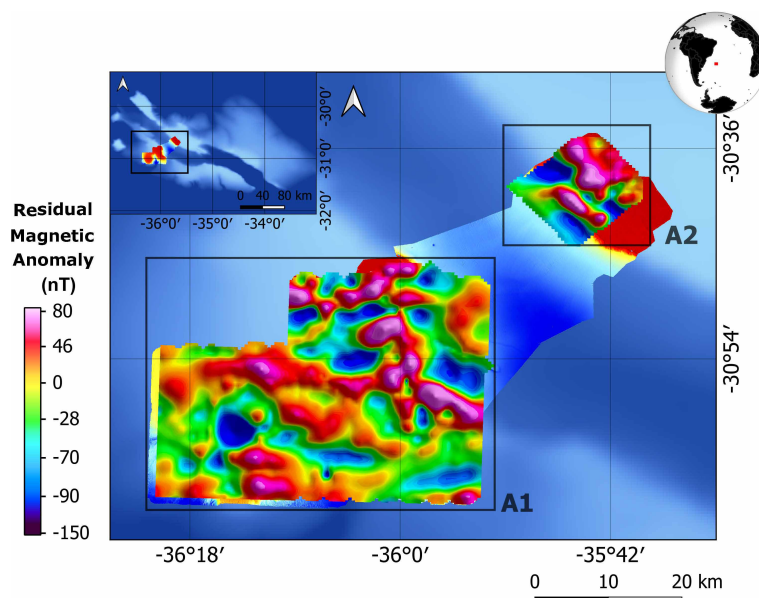 -30°0′
-31°0′
-32°0′
0 40 80 km
-36°0′ -35°0′ -34°0′
-30°36′
A2
Residual
Magnetic
Anomaly
(nT)
80
46
0
-28
-70
-90
-150
-30°54′
A1
-36°18′ -36°0′ -35°42′
0 10 20 km